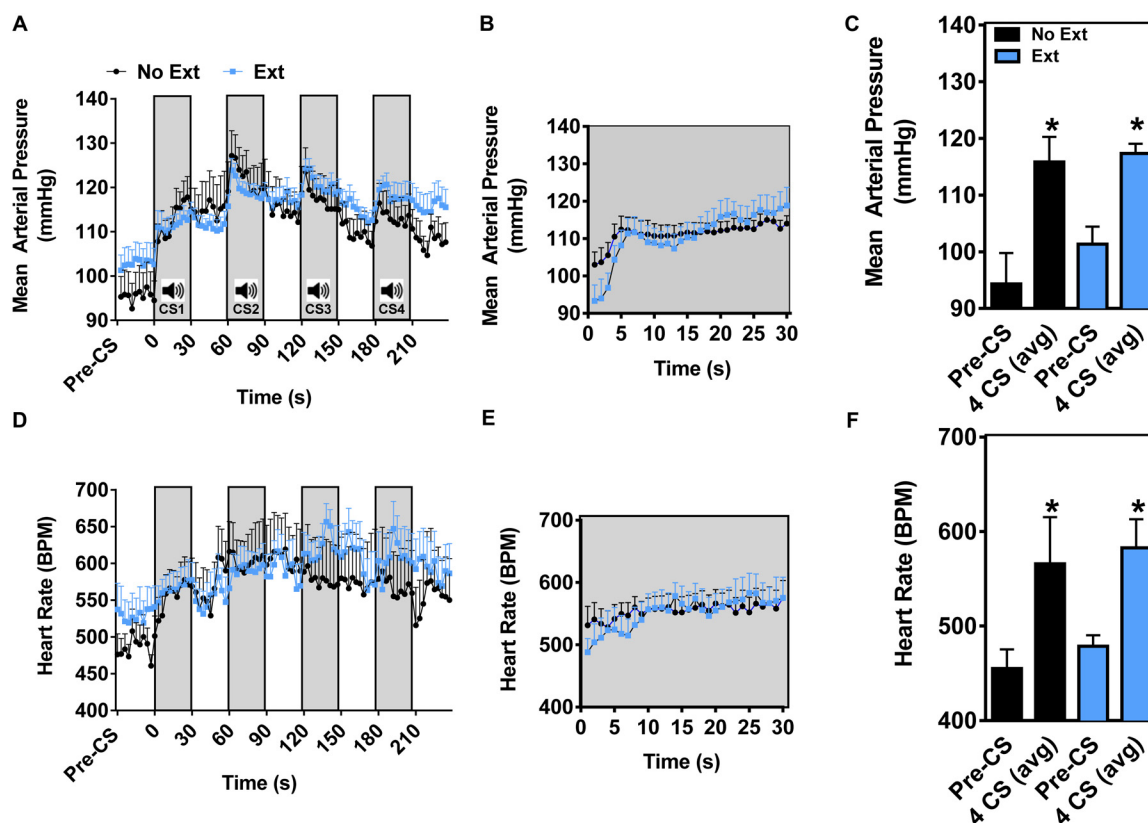 A
No Ext
Ext
Mean Arterial Pressure
(mmHg)
140
130
120
110
100
90
CS1
CS2
CS3
CS4
Pre-CS
0
30
60
90
120
150
180
210
Time (s)
B
Mean Arterial Pressure
(mmHg)
140
130
120
110
100
90
0
5
10
15
20
25
30
Time (s)
C
No Ext
Ext
Mean Arterial Pressure
(mmHg)
140
130
120
110
100
90
*
*
Pre-CS
4 CS (avg)
Pre-CS
4 CS (avg)
D
Heart Rate (BPM)
700
650
600
550
500
450
400
Pre-CS
0
30
60
90
120
150
180
210
Time (s)
E
Heart Rate (BPM)
700
600
500
400
0
5
10
15
20
25
30
Time (s)
F
Heart Rate (BPM)
700
600
500
400
*
*
Pre-CS
4 CS (avg)
Pre-CS
4 CS (avg)